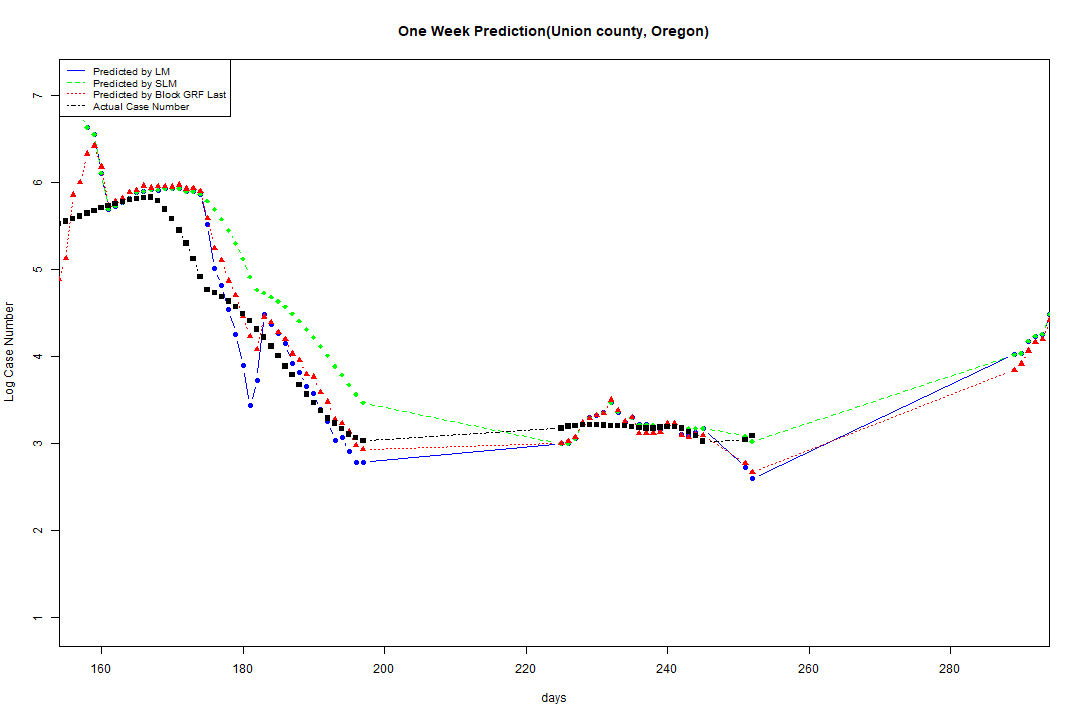 One Week Prediction(Union county, Oregon)
Predicted by LM
Predicted by SLM
Predicted by Block GRF Last
Actual Case Number
7
6
5
4
3
2
1
Log Case Number
160 180 200 220 240 260 280
days